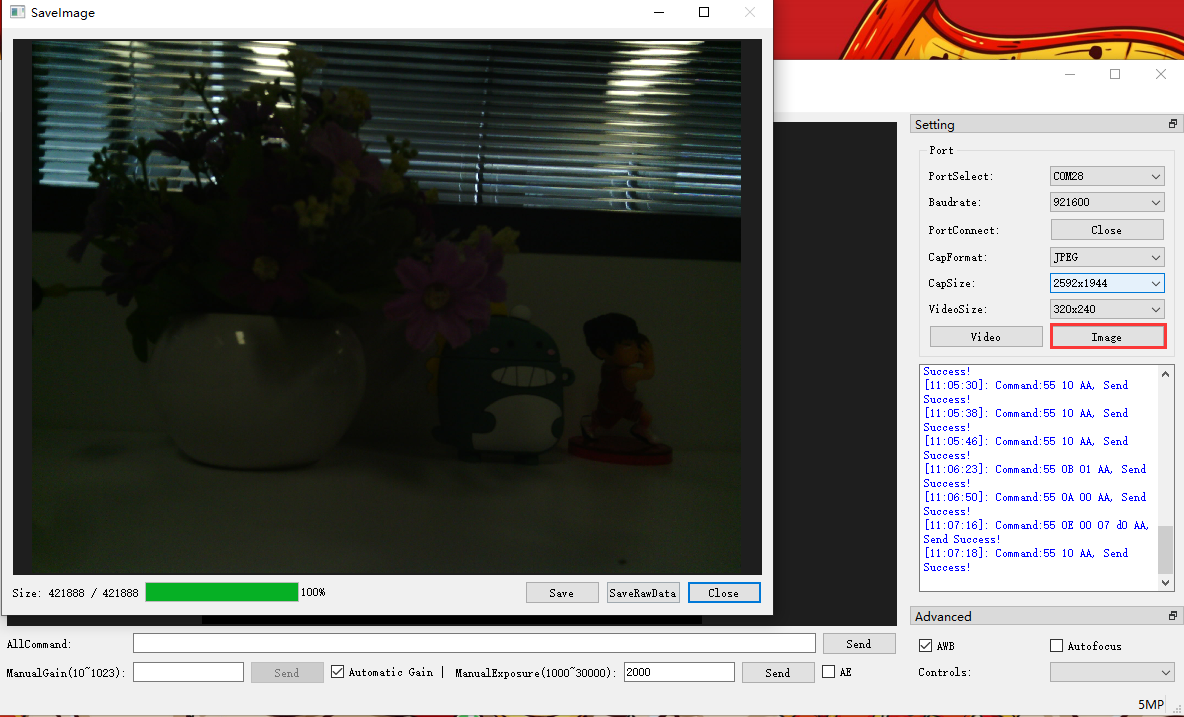 SaveImage
Size: 421888 / 421888
100%
Save
SaveRawData
Close
Setting
Port
PortSelect:
COM28
Baudrate:
921600
PortConnect:
Close
CapFormat:
JPEG
CapSize:
2592x1944
VideoSize:
320x240
Video
Image
Success!
[11:05:30]: Command:55 10 AA, Send
Success!
[11:05:38]: Command:55 10 AA, Send
Success!
[11:05:46]: Command:55 10 AA, Send
Success!
[11:06:23]: Command:55 0B 01 AA, Send
Success!
[11:06:50]: Command:55 0A 00 AA, Send
Success!
[11:07:16]: Command:55 0E 00 07 d0 AA,
Send Success!
[11:07:18]: Command:55 10 AA, Send
Success!
Advanced
AWB
Autofocus
Controls:
AllCommand:
Send
ManualGain(10~1023):
Send
Automatic Gain |
ManualExposure(1000~30000):
2000
Send
AE
5MP